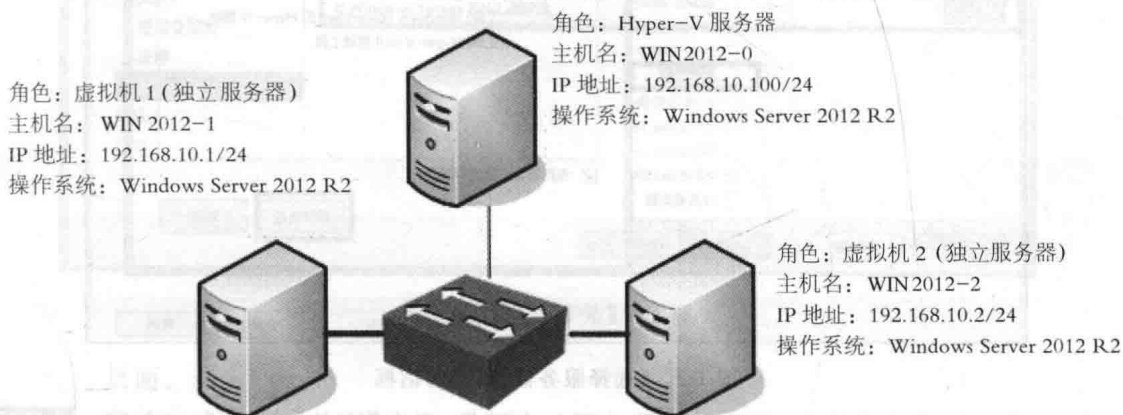 角色：Hyper-V 服务器
主机名：WIN2012-0
IP 地址：192.168.10.100/24
操作系统：Windows Server 2012 R2
角色：虚拟机 1 (独立服务器)
主机名： WIN 2012-1
IP 地址：192.168.10.1/24
操作系统：Windows Server 2012 R2
角色：虚拟机 2 (独立服务器)
主机名：WIN2012-2
IP 地址：192.168.10.2/24
操作系统：Windows Server 2012 R2